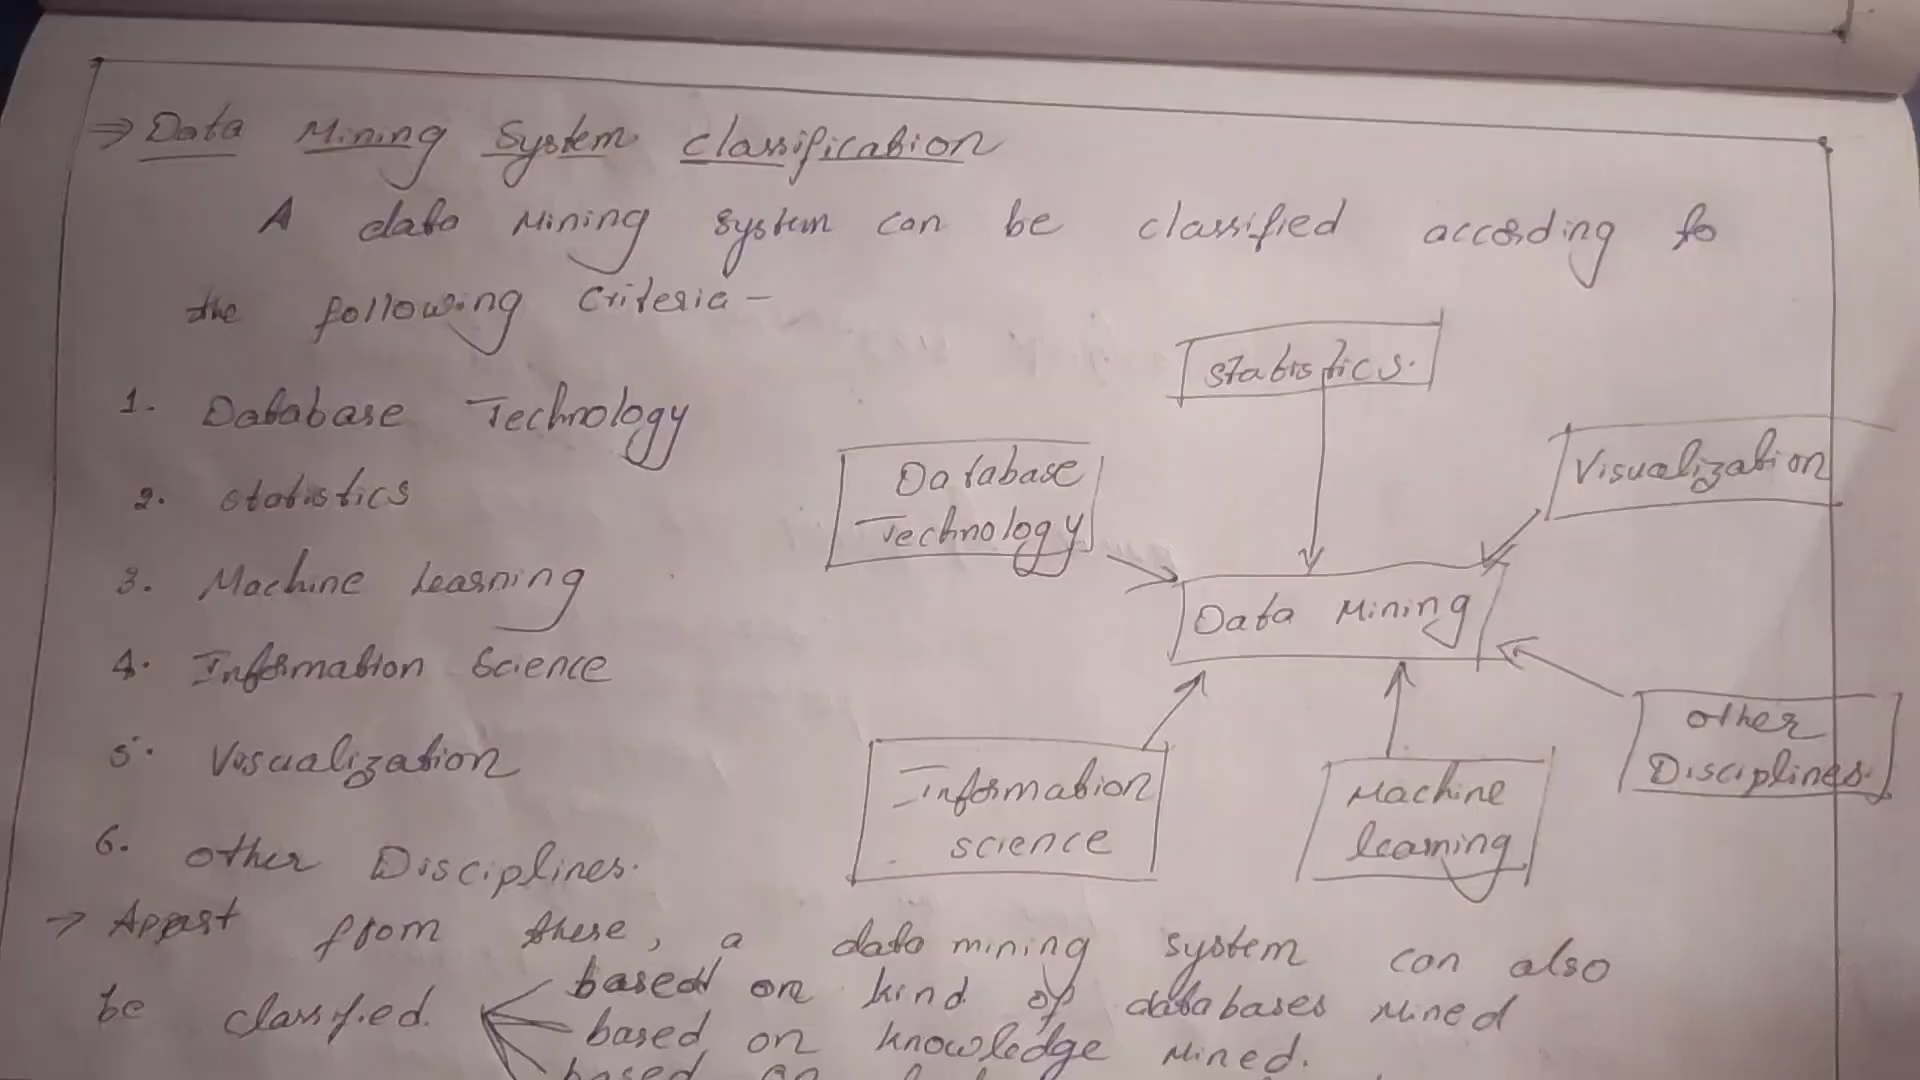 ⇒ Data Mining System Classification
A data Mining system can be classified according to
the following Criteria -
1. Database Technology
2. Statistics
3. Machine Learning
4. Information Science
5. Visualization
6. Other Disciplines.
Statistics.
Database
Technology
Visualization
Data Mining
Information
science
Machine
learning
Other
Disciplines.
→ Appart from these, a data mining system can also
be classified.
based on kind of databases Mined
based on knowledge Mined.
based on